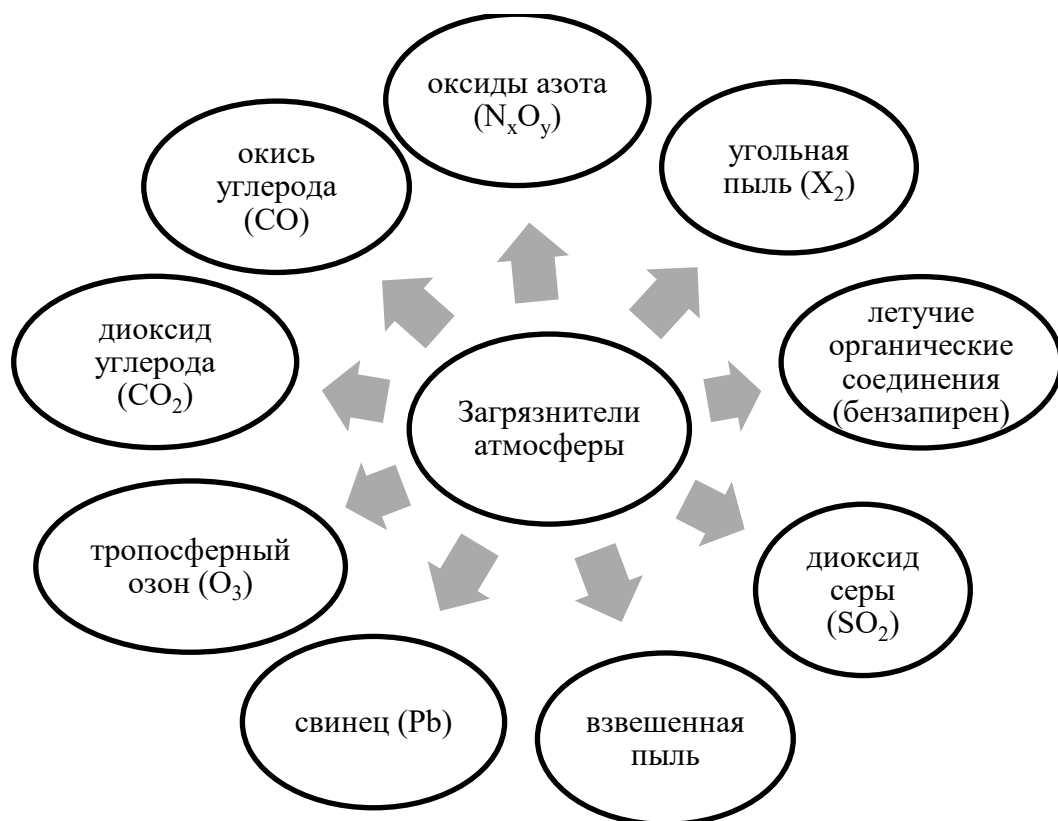 оксиды азота
(NₓOᵧ)
угольная
пыль (X₂)
окись
углерода
(CO)
летучие
органические
соединения
(бензапирен)
диоксид
углерода
(CO₂)
Загрязнители
атмосферы
тропосферный
озон (O₃)
диоксид
серы
(SO₂)
свинец (Pb)
взвешенная
пыль